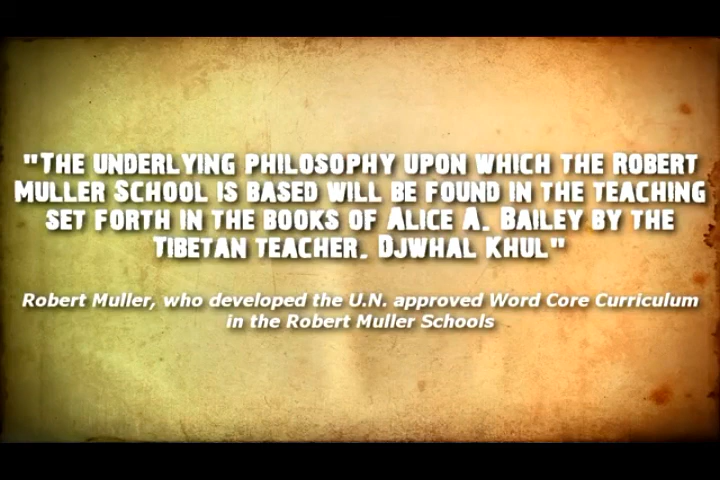 "The underlying philosophy upon which the Robert
Muller School is based will be found in the teaching
set forth in the books of Alice A. Bailey by the
Tibetan teacher, Djwhal Khul"
Robert Muller, who developed the U.N. approved Word Core Curriculum
in the Robert Muller Schools